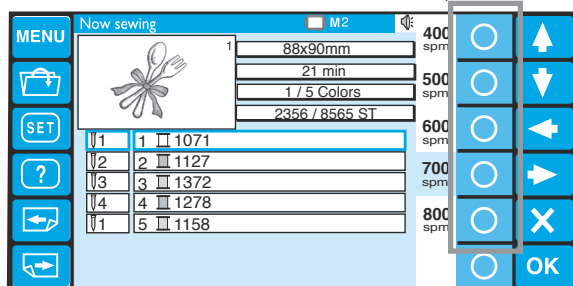 MENU
Now sewing
M2
1
88x90mm
21 min
1 / 5 Colors
2356 / 8565 ST
SET
?
1 1 1071
2 2 1127
3 3 1372
4 4 1278
1 5 1158
400 spm
500 spm
600 spm
700 spm
800 spm
X
OK